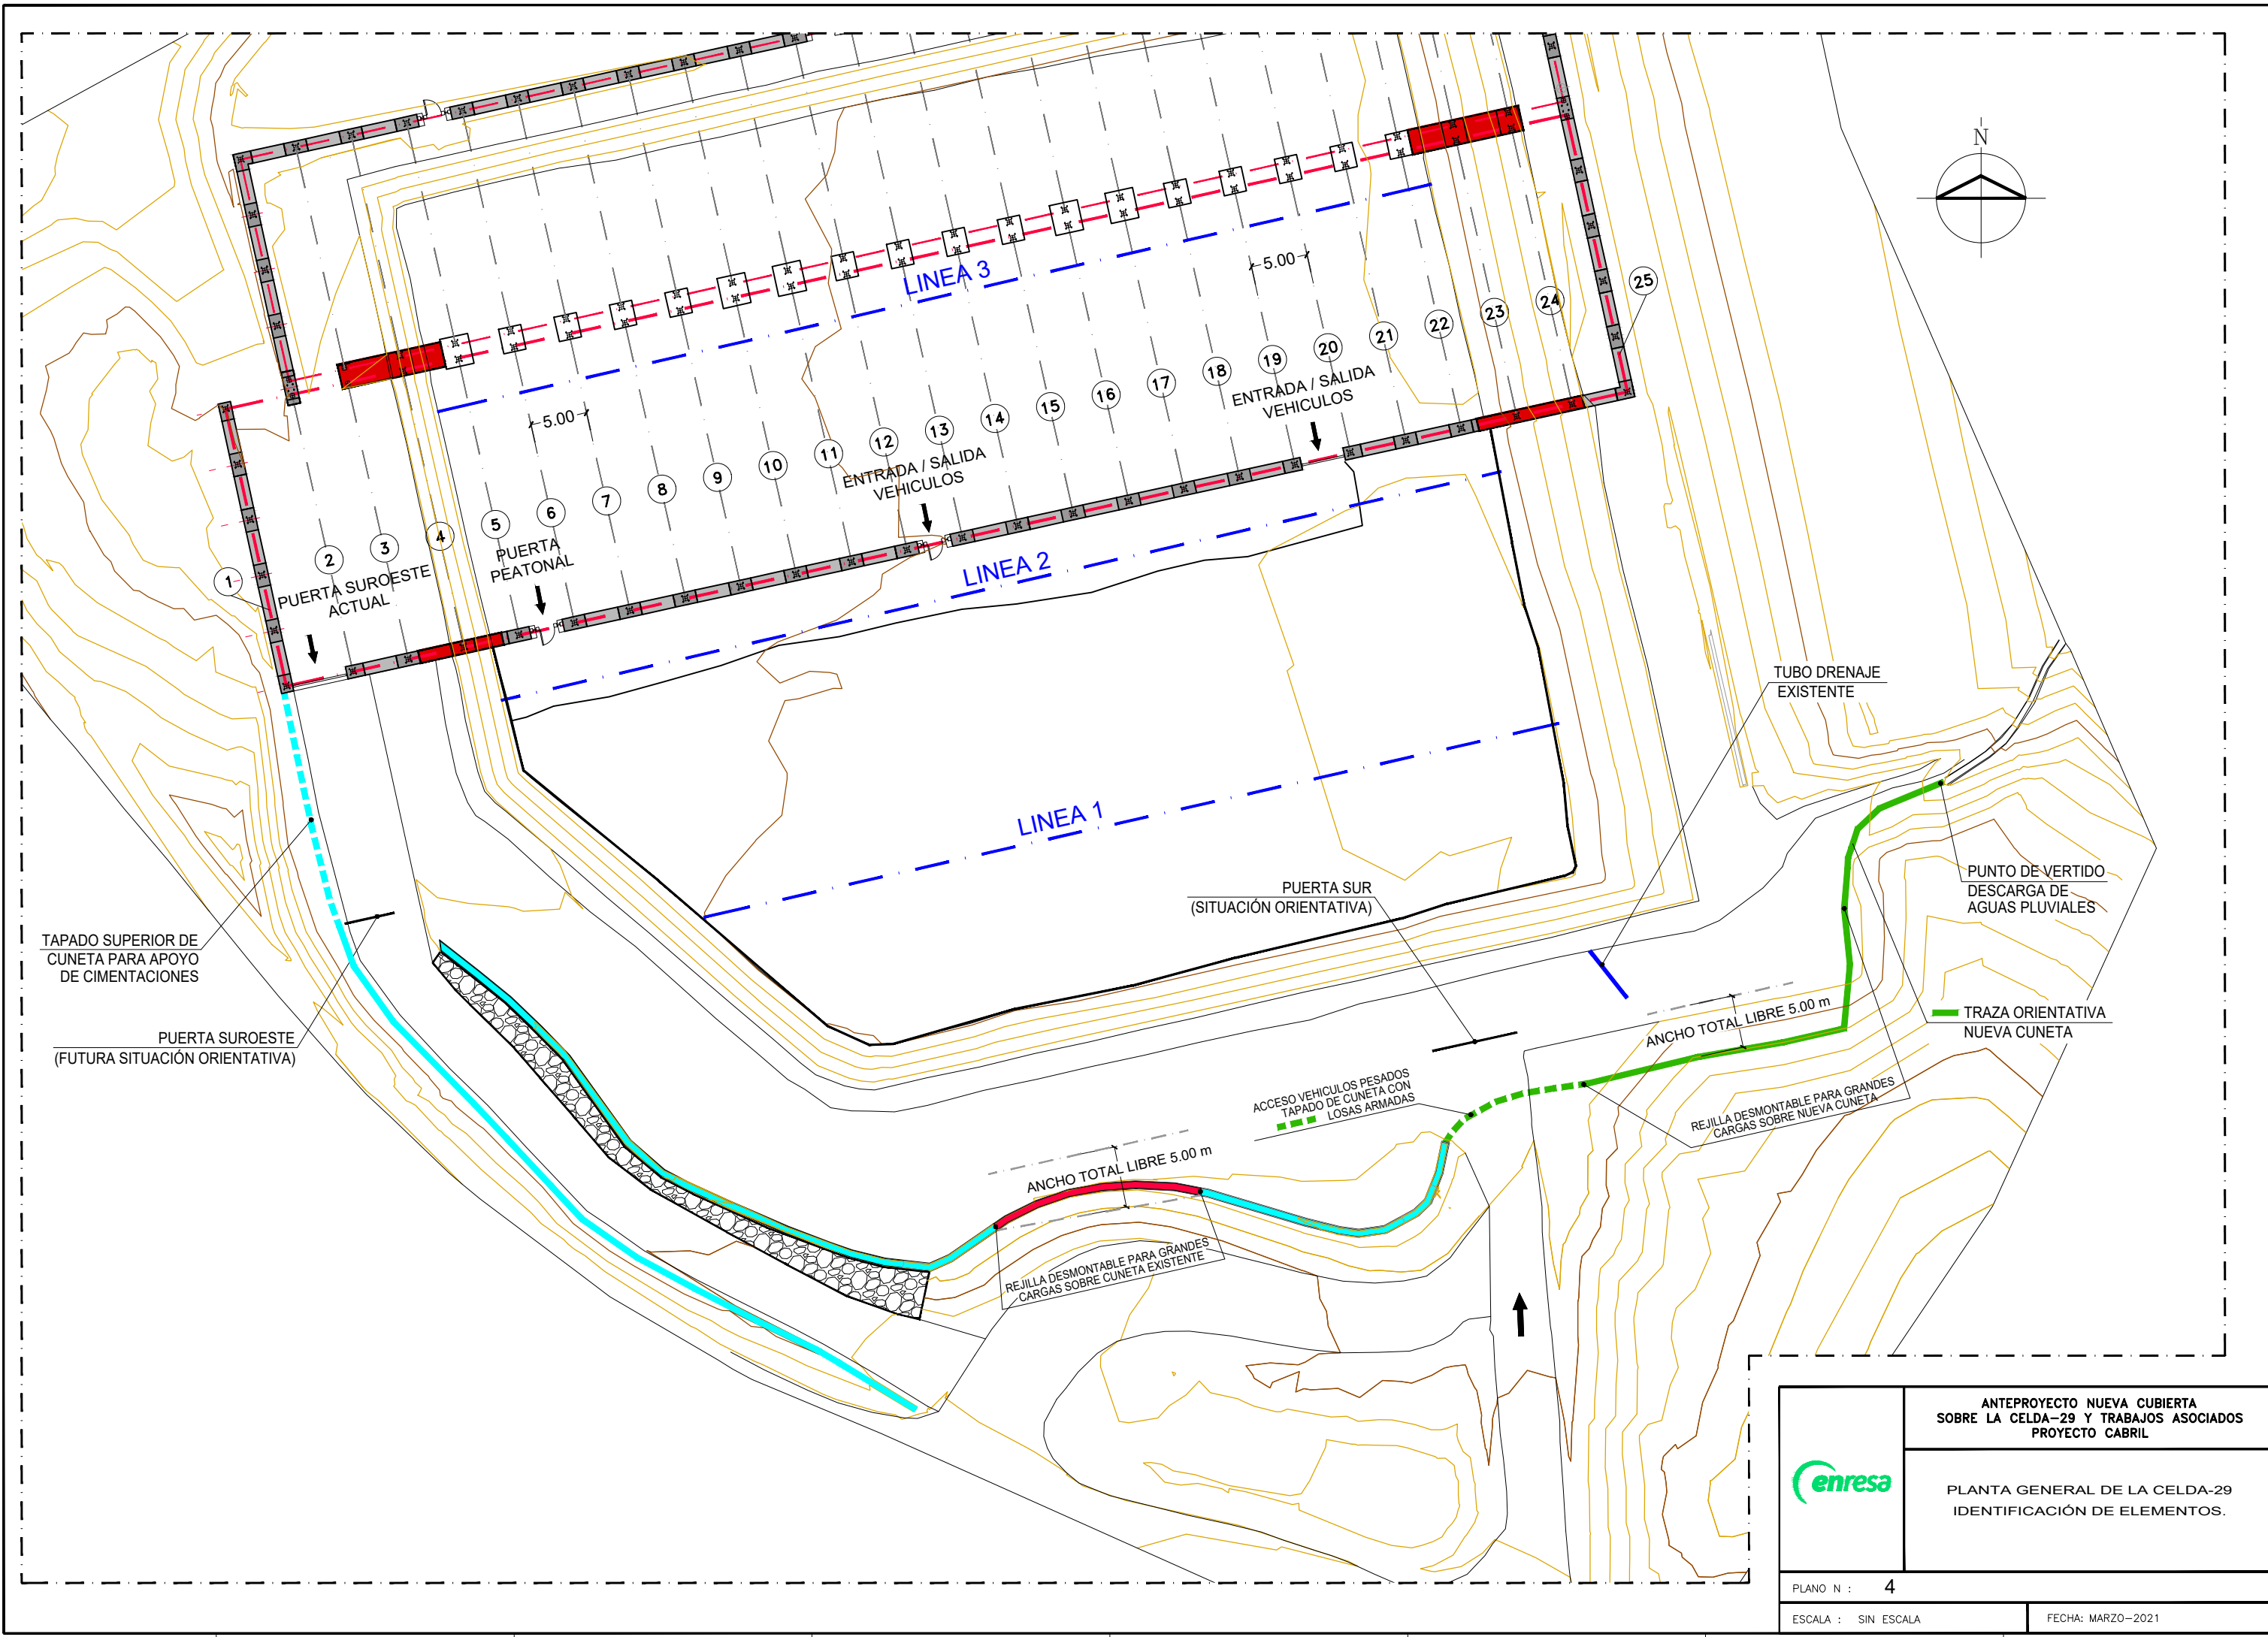 N
LINEA 3
5.00
25
24
23
22
21
20
19
18
17
16
15
14
13
12
11
10
9
8
7
6
5
4
3
2
1
5.00
ENTRADA / SALIDA
VEHICULOS
ENTRADA / SALIDA
VEHICULOS
PUERTA
PEATONAL
PUERTA SUROESTE
ACTUAL
LINEA 2
LINEA 1
TUBO DRENAJE
EXISTENTE
PUERTA SUR
(SITUACIÓN ORIENTATIVA)
PUNTO DE VERTIDO
DESCARGA DE
AGUAS PLUVIALES
TAPADO SUPERIOR DE
CUNETA PARA APOYO
DE CIMENTACIONES
PUERTA SUROESTE
(FUTURA SITUACIÓN ORIENTATIVA)
TRAZA ORIENTATIVA
NUEVA CUNETA
ANCHO TOTAL LIBRE 5.00 m
ACCESO VEHICULOS PESADOS
TAPADO DE CUNETA CON
LOSAS ARMADAS
REJILLA DESMONTABLE PARA GRANDES
CARGAS SOBRE NUEVA CUNETA
ANCHO TOTAL LIBRE 5.00 m
REJILLA DESMONTABLE PARA GRANDES
CARGAS SOBRE CUNETA EXISTENTE
enresa
ANTEPROYECTO NUEVA CUBIERTA
SOBRE LA CELDA-29 Y TRABAJOS ASOCIADOS
PROYECTO CABRIL
PLANTA GENERAL DE LA CELDA-29
IDENTIFICACIÓN DE ELEMENTOS.
PLANO N : 4
ESCALA : SIN ESCALA
FECHA: MARZO-2021